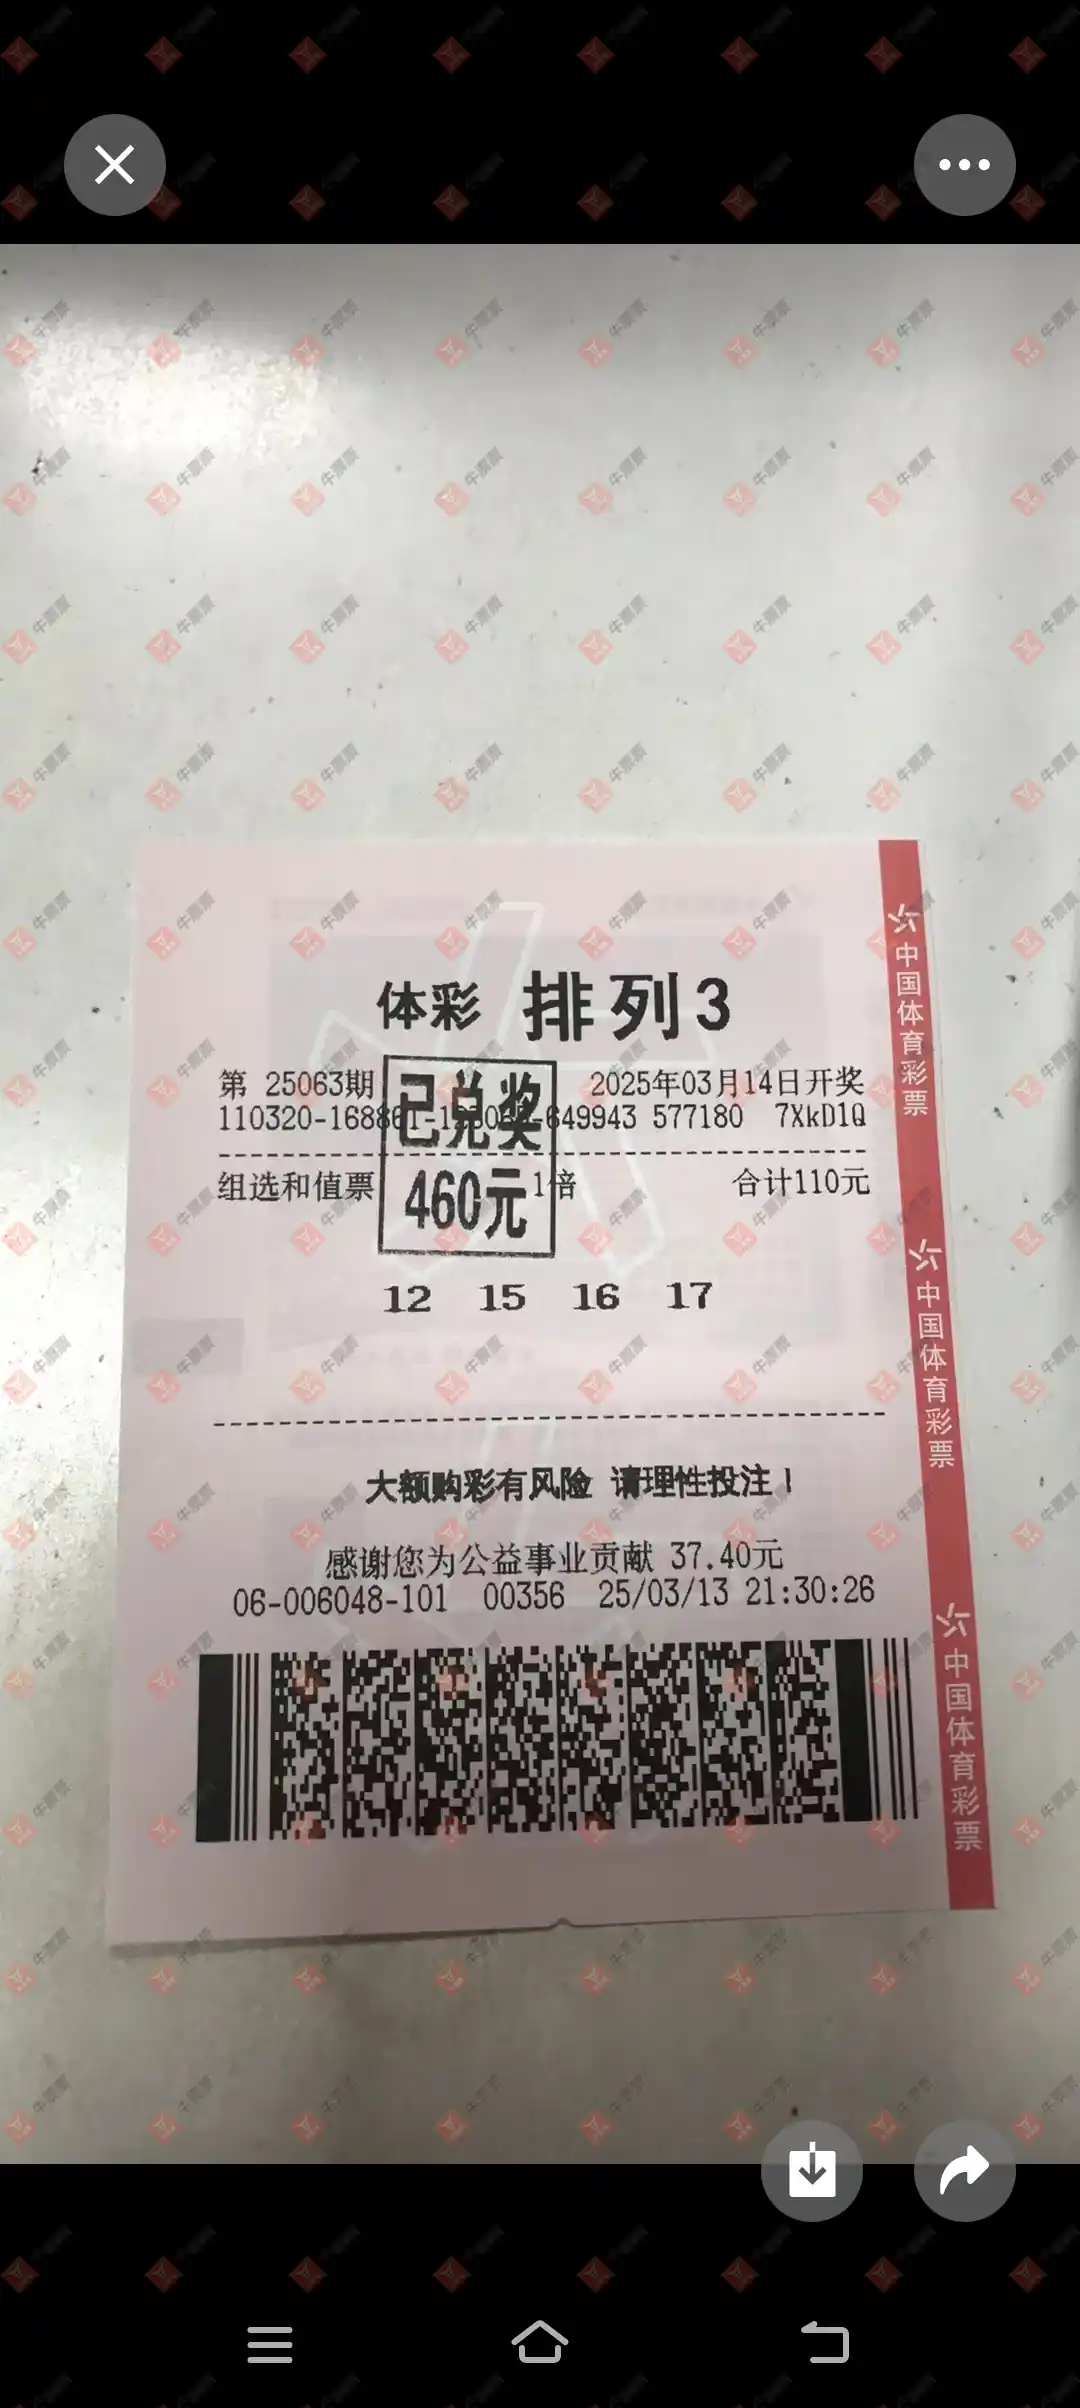 体彩 排列3
第 25063期
2025年03月14日开奖
已兑奖
577180 7XkD1Q
组选和值票
460元
1倍
合计110元
12 15 16 17
大额购彩有风险 请理性投注！
感谢您为公益事业贡献 37.40元
06-006048-101 00356 25/03/13 21:30:26
中国体育彩票
中国体育彩票
中国体育彩票
牛票票